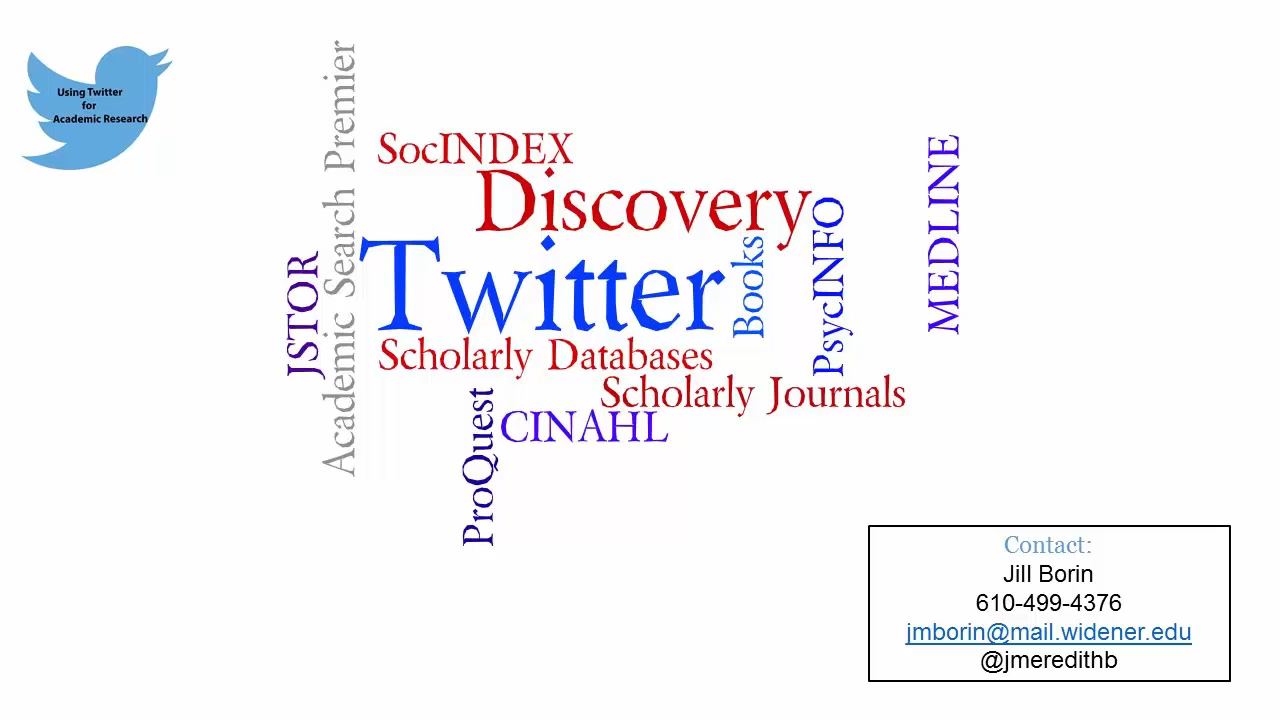 Using Twitter
for
Academic Research
Academic Search Premier
SocINDEX
Discovery
MEDLINE
PsycINFO
Books
Twitter
JSTOR
Scholarly Databases
Scholarly Journals
ProQuest
CINAHL
Contact:
Jill Borin
610-499-4376
jmborin@mail.widener.edu
@jmeredithb